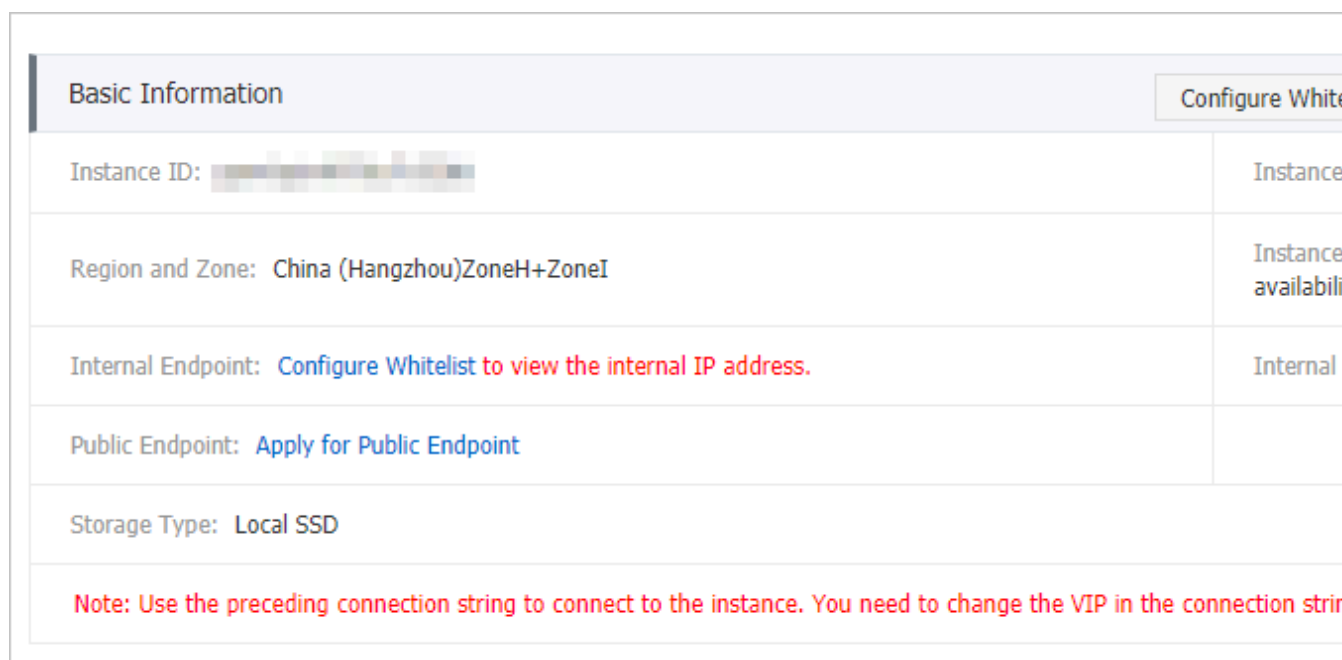 Basic Information
Configure White
Instance ID:
Instance
Region and Zone: China (Hangzhou)ZoneH+ZoneI
Instance
availabili
Internal Endpoint: Configure Whitelist to view the internal IP address.
Internal
Public Endpoint: Apply for Public Endpoint
Storage Type: Local SSD
Note: Use the preceding connection string to connect to the instance. You need to change the VIP in the connection strin